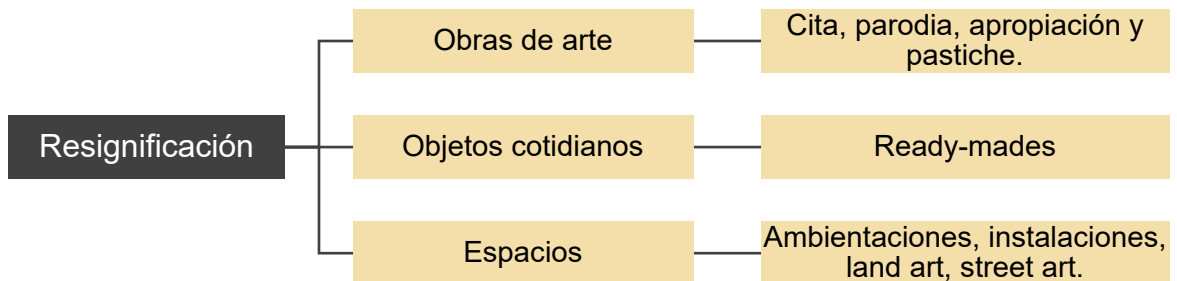 Resignificación
Obras de arte
Cita, parodia, apropiación y
pastiche.
Objetos cotidianos
Ready-mades
Espacios
Ambientaciones, instalaciones,
land art, street art.